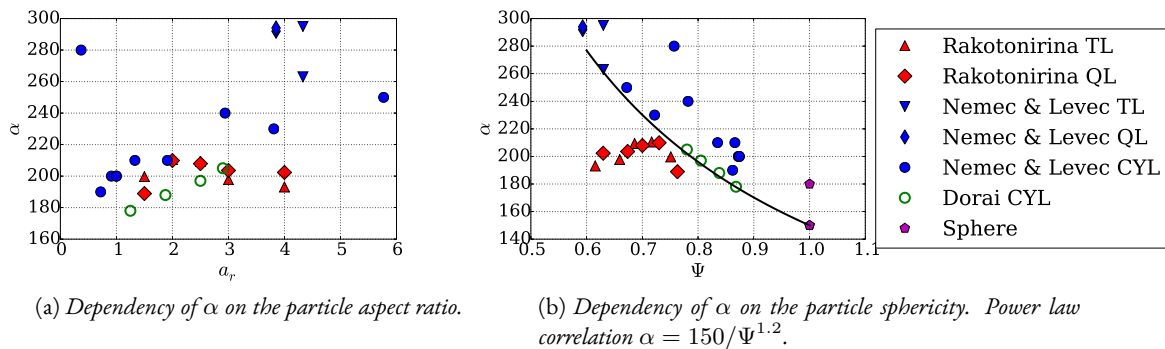 300
280
260
240
220
200
180
160
α
0 1 2 3 4 5 6
a_r
300
280
260
240
220
200
180
160
140
α
0.5 0.6 0.7 0.8 0.9 1.0 1.1
Ψ
Rakotonirina TL
Rakotonirina QL
Nemec & Levec TL
Nemec & Levec QL
Nemec & Levec CYL
Dorai CYL
Sphere
(a) Dependency of α on the particle aspect ratio.
(b) Dependency of α on the particle sphericity. Power law
correlation α = 150/Ψ^1.2.